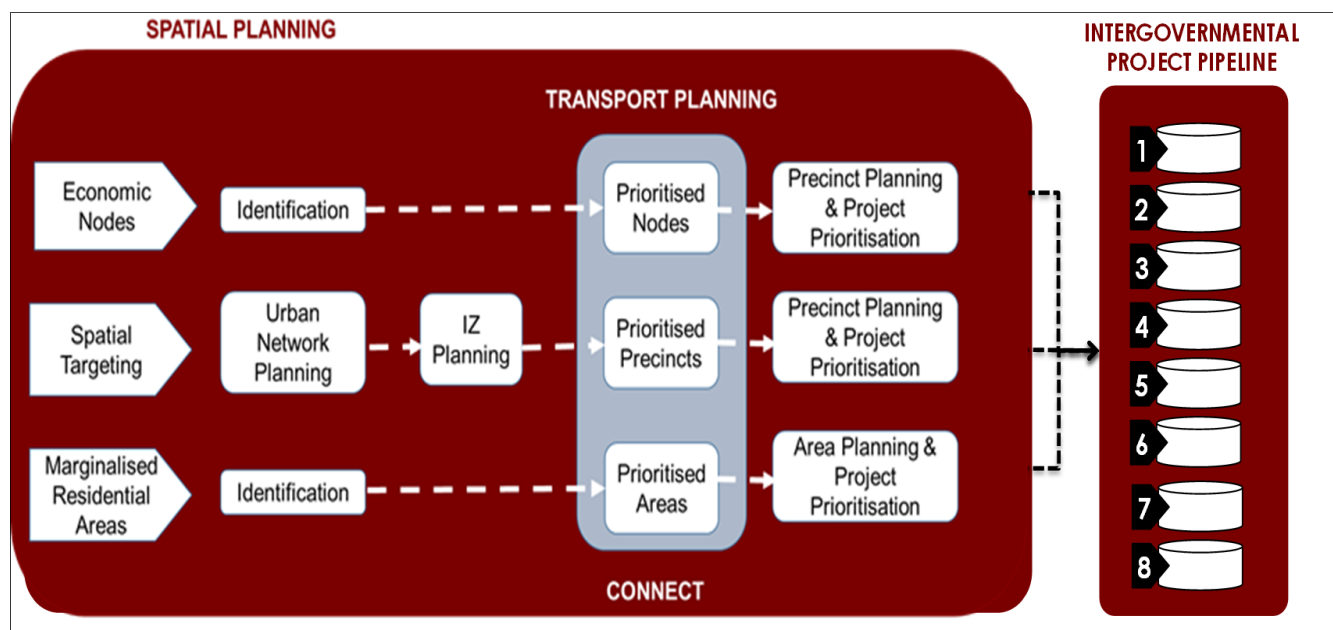 SPATIAL PLANNING
INTERGOVERNMENTAL
PROJECT PIPELINE
TRANSPORT PLANNING
Economic
Nodes
Identification
Prioritised
Nodes
Precinct Planning
& Project
Prioritisation
Spatial
Targeting
Urban
Network
Planning
IZ
Planning
Prioritised
Precincts
Precinct Planning
& Project
Prioritisation
Marginalised
Residential
Areas
Identification
Prioritised
Areas
Area Planning &
Project
Prioritisation
CONNECT
1
2
3
4
5
6
7
8